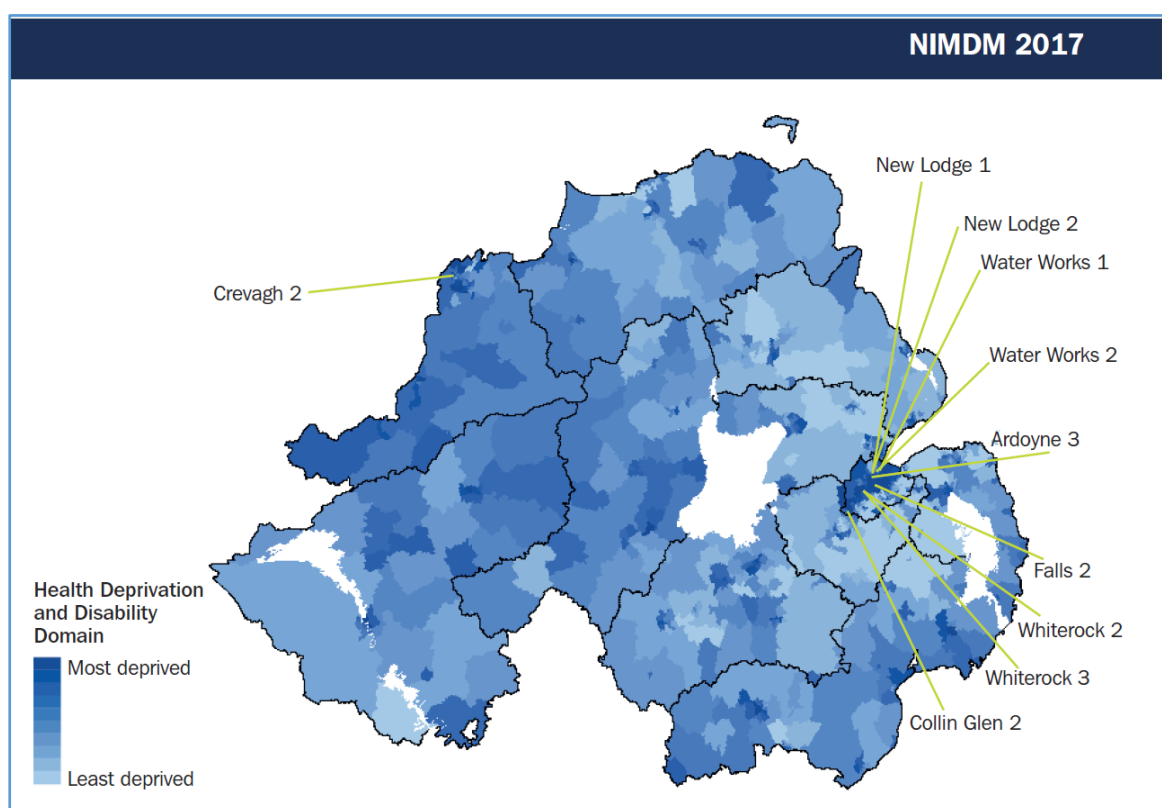 NIMDM 2017
New Lodge 1
New Lodge 2
Water Works 1
Crevagh 2
Water Works 2
Ardoyne 3
Falls 2
Health Deprivation
and Disability
Domain
Whiterock 2
Most deprived
Whiterock 3
Collin Glen 2
Least deprived